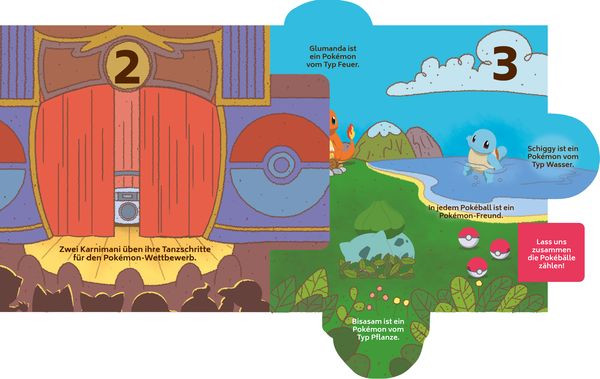 2
Zwei Karnimani üben ihre Tanzschritte
für den Pokémon-Wettbewerb.
Glumanda ist
ein Pokémon
vom Typ Feuer.
3
Schiggy ist ein
Pokémon vom
Typ Wasser.
In jedem Pokéball ist ein
Pokémon-Freund.
Lass uns
zusammen
die Pokébälle
zählen!
Bisasam ist ein
Pokémon vom
Typ Pflanze.